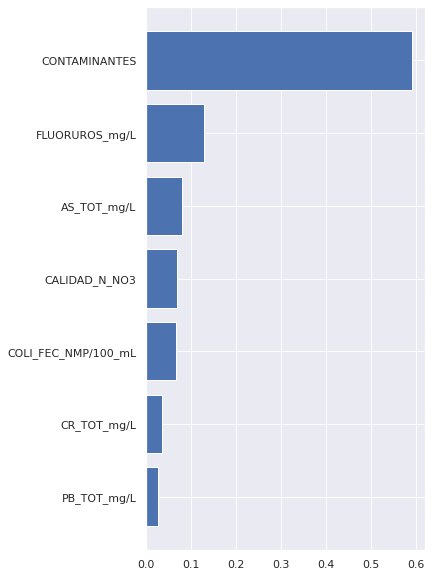 CONTAMINANTES
FLUORUROS_mg/L
AS_TOT_mg/L
CALIDAD_N_NO3
COLI_FEC_NMP/100_mL
CR_TOT_mg/L
PB_TOT_mg/L
0.0 0.1 0.2 0.3 0.4 0.5 0.6